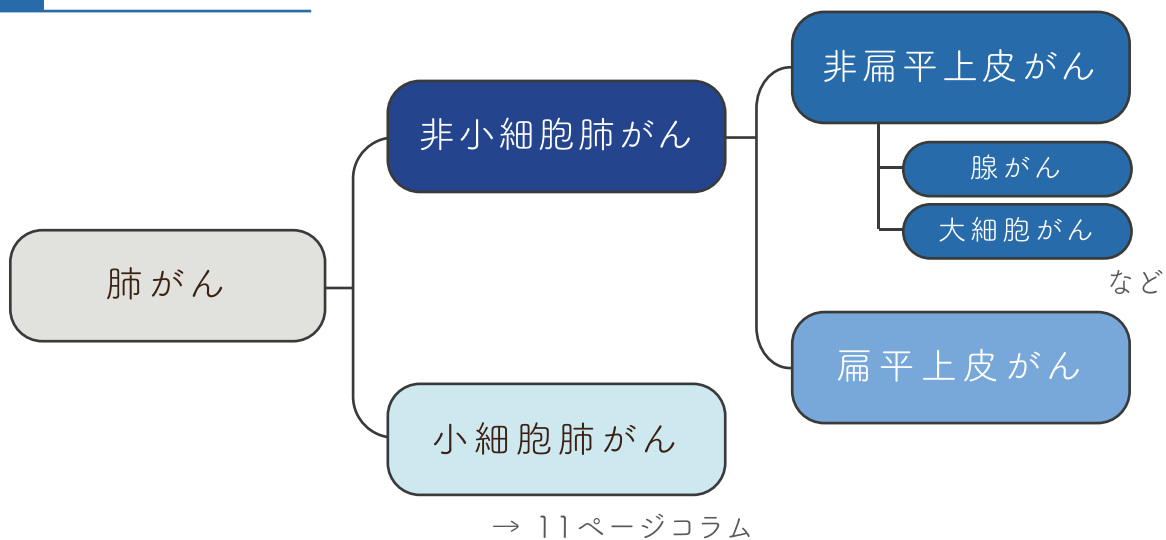 肺がん
非小細胞肺がん
非扁平上皮がん
腺がん
大細胞がん
など
扁平上皮がん
小細胞肺がん
→ 11ページコラム